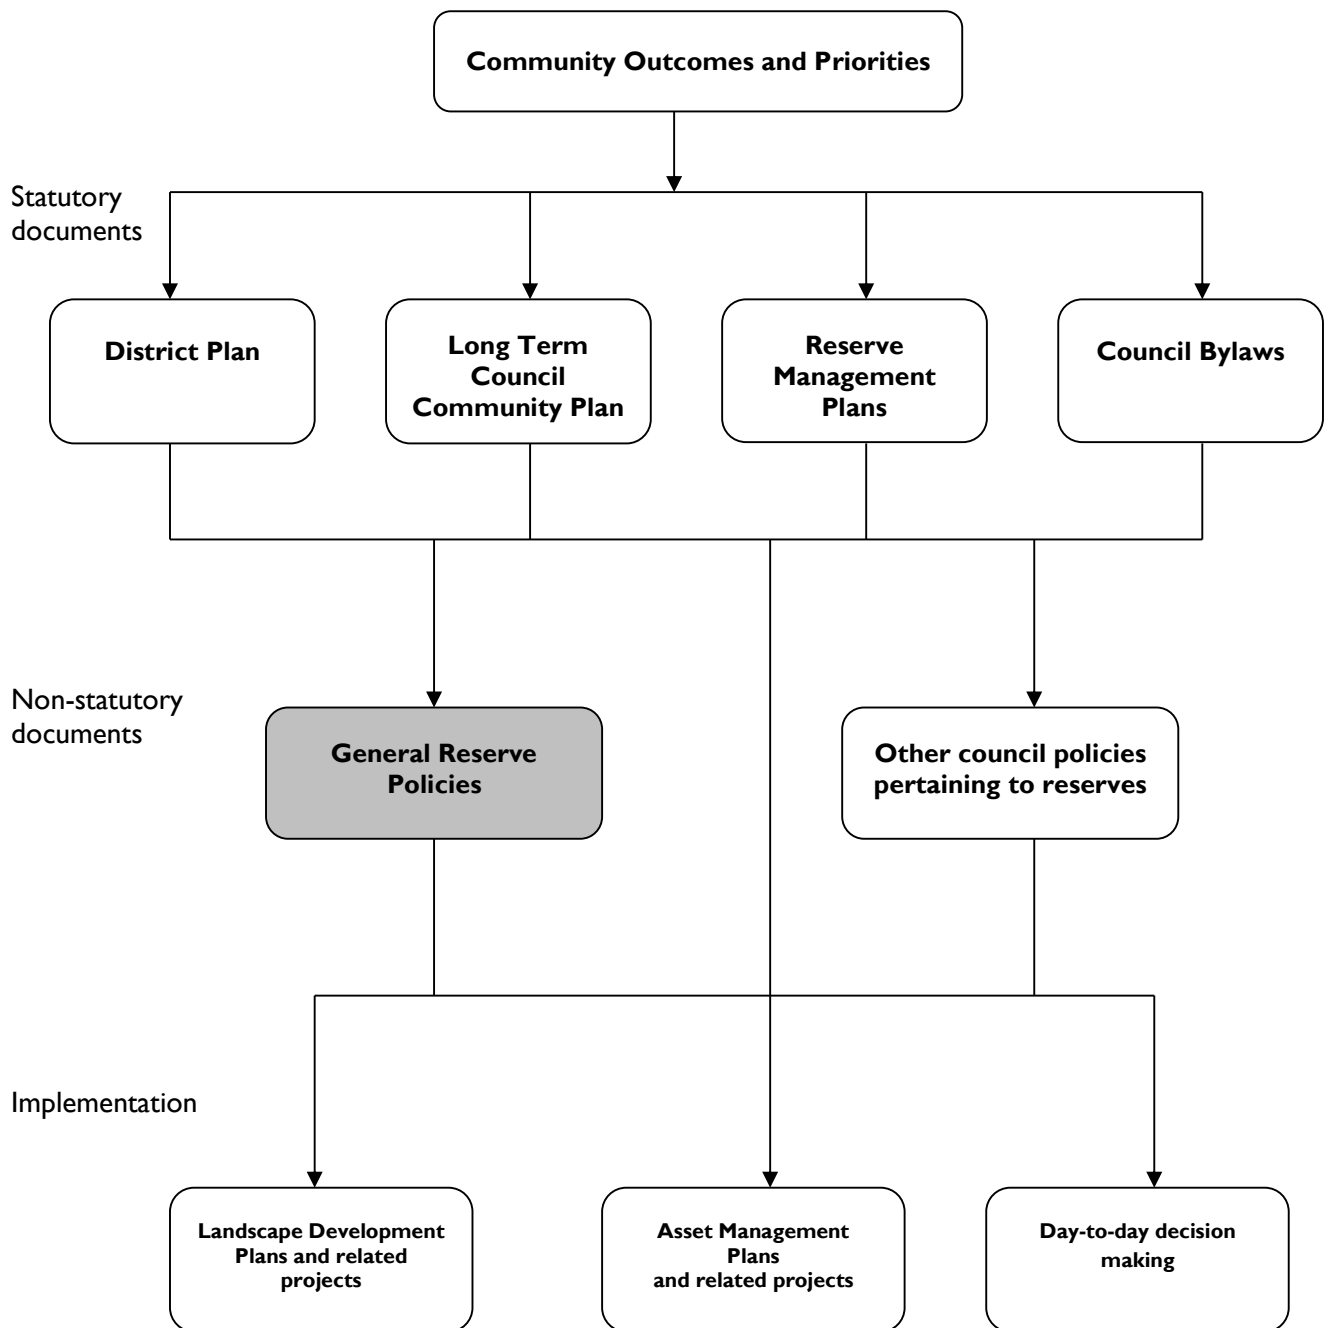 Community Outcomes and Priorities
Statutory
documents
District Plan
Long Term
Council
Community Plan
Reserve
Management
Plans
Council Bylaws
Non-statutory
documents
General Reserve
Policies
Other council policies
pertaining to reserves
Implementation
Landscape Development
Plans and related
projects
Asset Management
Plans
and related projects
Day-to-day decision
making